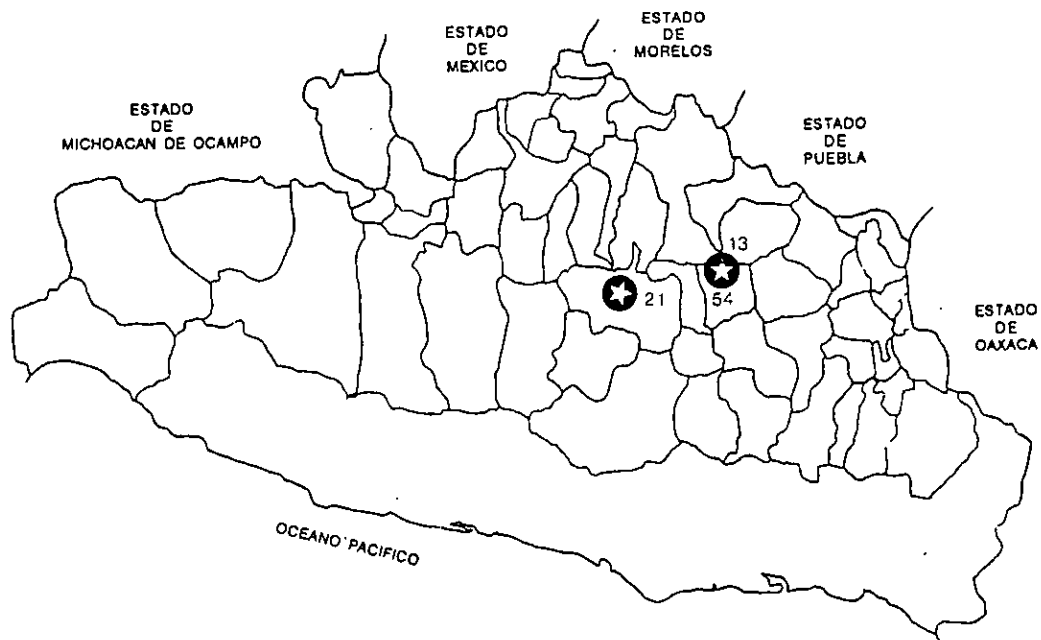 ESTADO
DE
MEXICO
ESTADO
DE
MORELOS
ESTADO
DE
MICHOACAN DE OCAMPO
ESTADO
DE
PUEBLA
13
21
54
ESTADO
DE
OAXACA
OCEANO PACIFICO